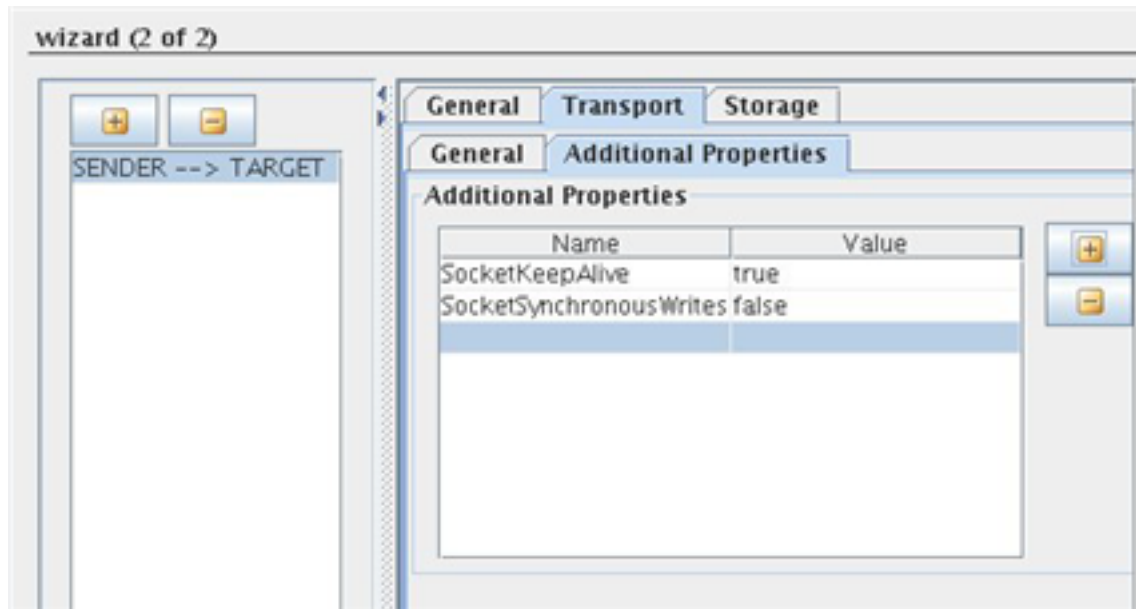 wizard (2 of 2)
SENDER --> TARGET
General Transport Storage
General Additional Properties
Additional Properties
Name Value
SocketKeepAlive true
SocketSynchronousWrites false